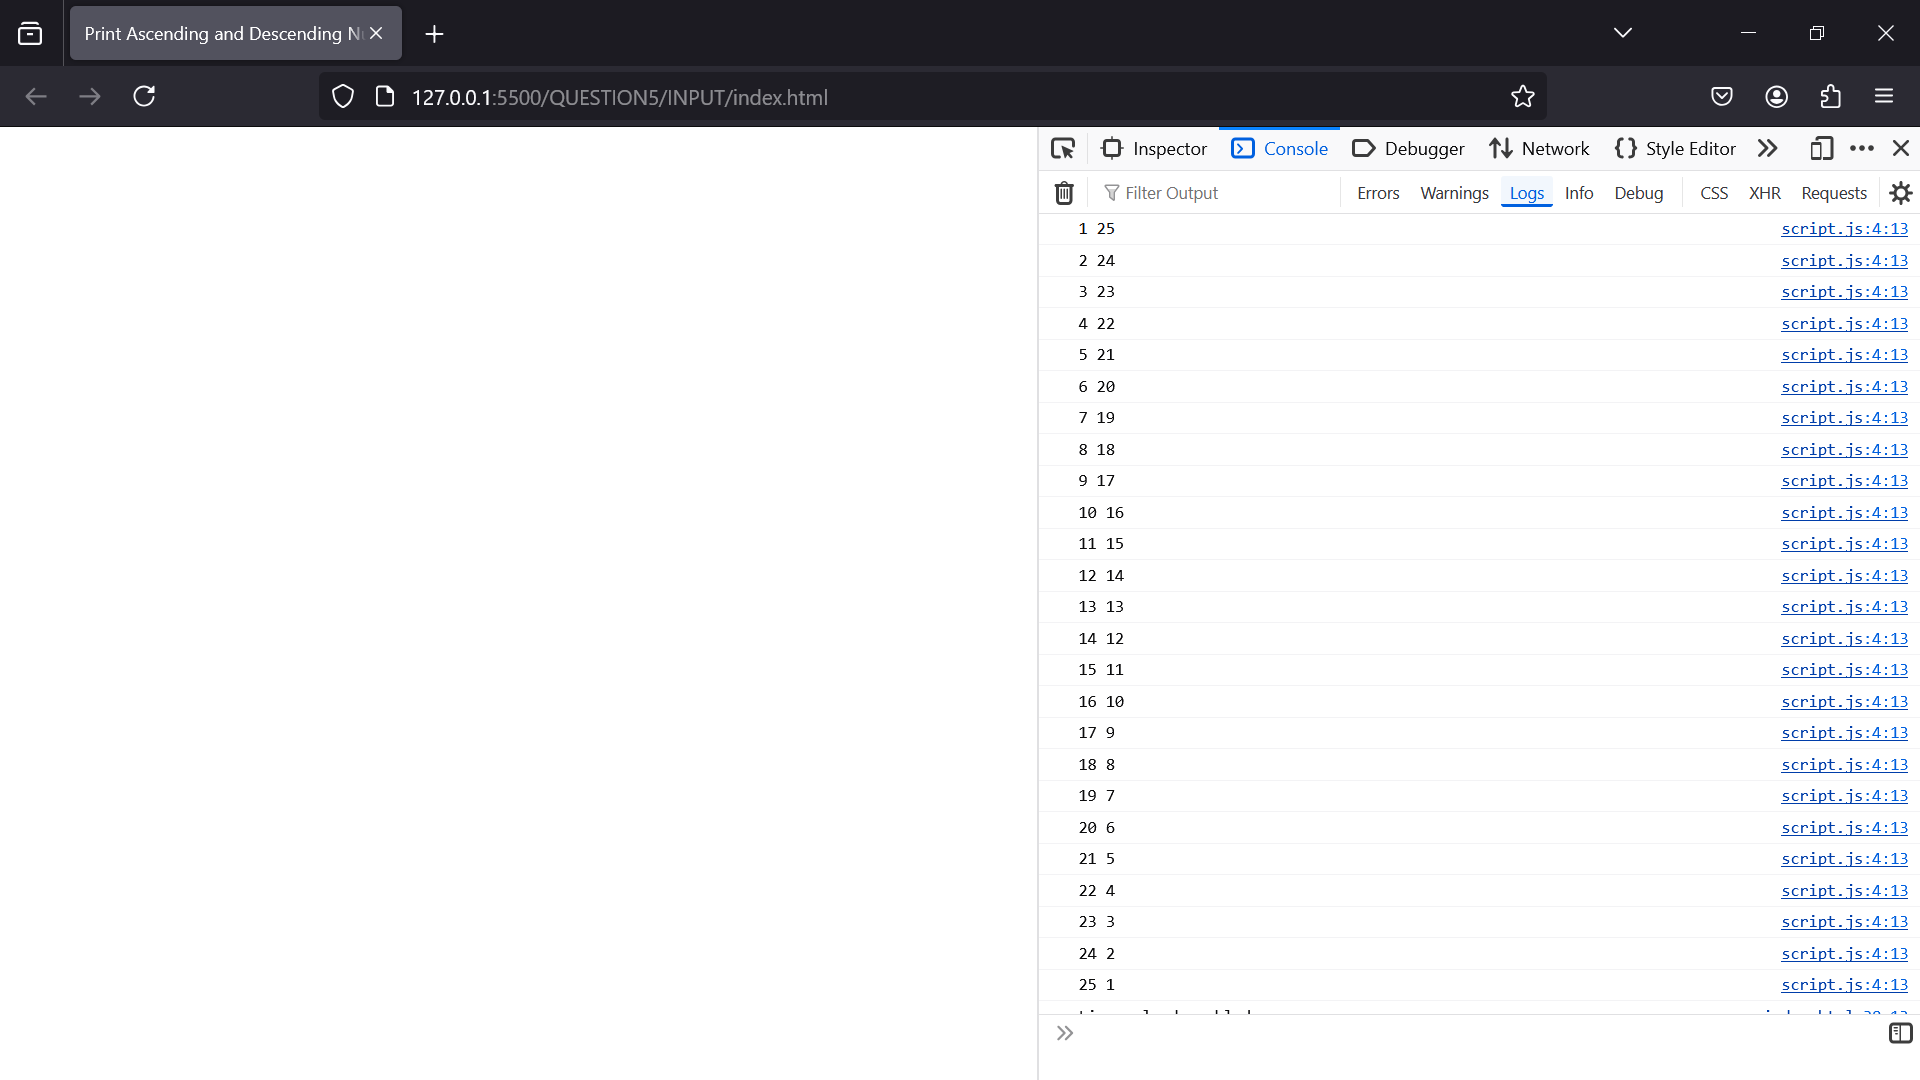 Print Ascending and Descending
127.0.0.1:5500/QUESTION5/INPUT/index.html
Inspector Console Debugger Network Style Editor
Filter Output Errors Warnings Logs Info Debug CSS XHR Requests
1 25 script.js:4:13
2 24 script.js:4:13
3 23 script.js:4:13
4 22 script.js:4:13
5 21 script.js:4:13
6 20 script.js:4:13
7 19 script.js:4:13
8 18 script.js:4:13
9 17 script.js:4:13
10 16 script.js:4:13
11 15 script.js:4:13
12 14 script.js:4:13
13 13 script.js:4:13
14 12 script.js:4:13
15 11 script.js:4:13
16 10 script.js:4:13
17 9 script.js:4:13
18 8 script.js:4:13
19 7 script.js:4:13
20 6 script.js:4:13
21 5 script.js:4:13
22 4 script.js:4:13
23 3 script.js:4:13
24 2 script.js:4:13
25 1 script.js:4:13